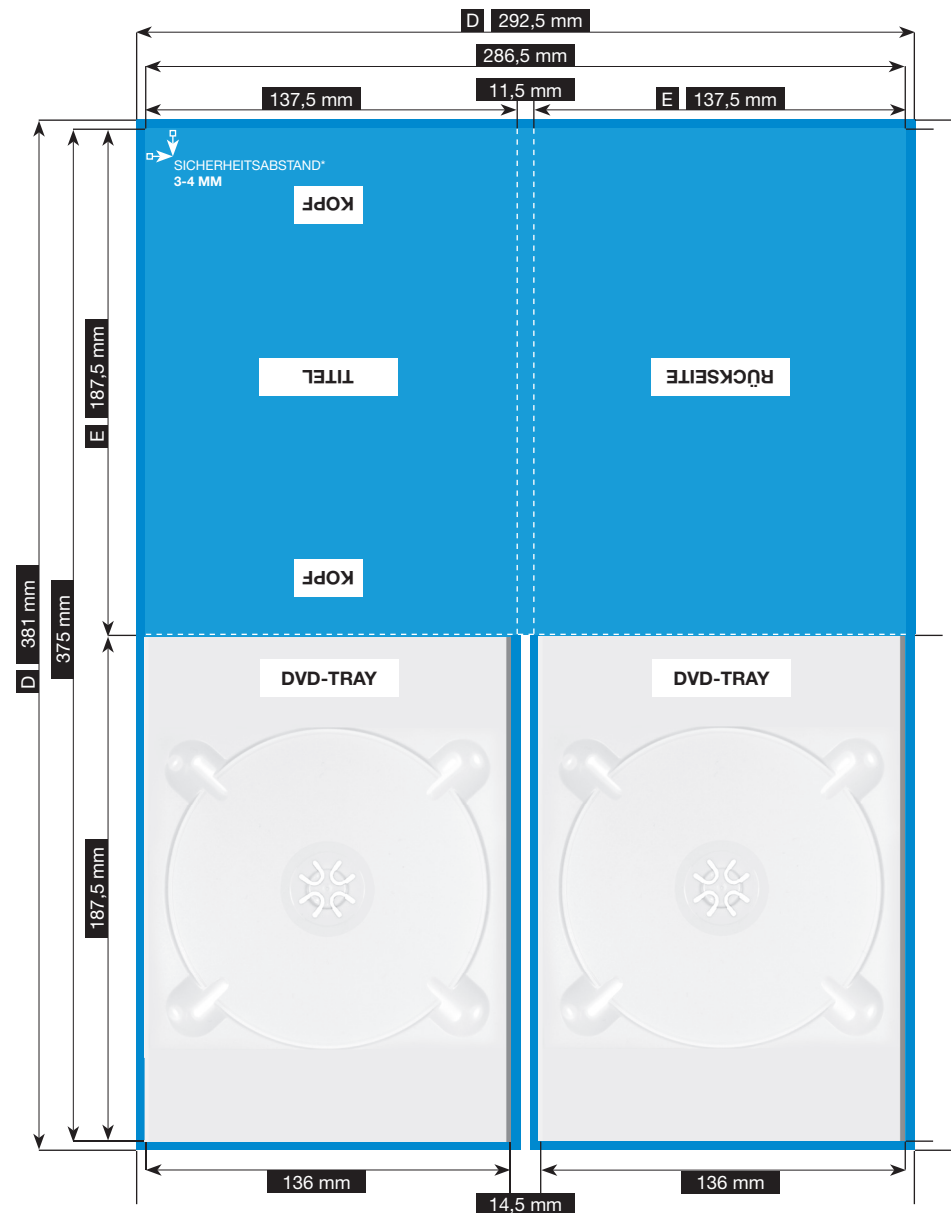 D 292,5 mm
286,5 mm
11,5 mm
137,5 mm
E 137,5 mm
SICHERHEITSABSTAND*
3-4 MM
KOPF
E 187,5 mm
TITEL
RÜCKSEITE
KOPF
D 381 mm
375 mm
DVD-TRAY
DVD-TRAY
187,5 mm
136 mm
136 mm
14,5 mm